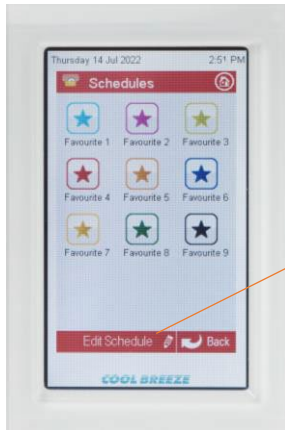 Thursday 14 Jul 2022 2:51 PM
Schedules
Favourite 1 Favourite 2 Favourite 3
Favourite 4 Favourite 5 Favourite 6
Favourite 7 Favourite 8 Favourite 9
Edit Schedule Back
COOL BREEZE